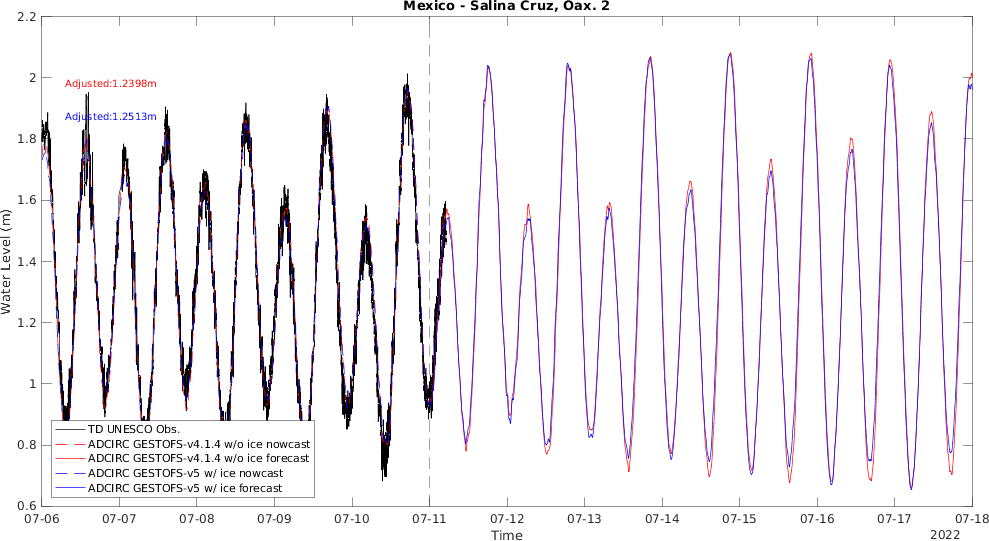 Mexico - Salina Cruz, Oax. 2
Water Level (m)
2.2
2
1.8
1.6
1.4
1.2
1
0.8
0.6
Adjusted:1.2398m
Adjusted:1.2513m
TD UNESCO Obs.
ADCIRC GESTOFS-v4.1.4 w/o ice nowcast
ADCIRC GESTOFS-v4.1.4 w/o ice forecast
ADCIRC GESTOFS-v5 w/ ice nowcast
ADCIRC GESTOFS-v5 w/ ice forecast
07-06 07-07 07-08 07-09 07-10 07-11 07-12 07-13 07-14 07-15 07-16 07-17 07-18
Time
2022